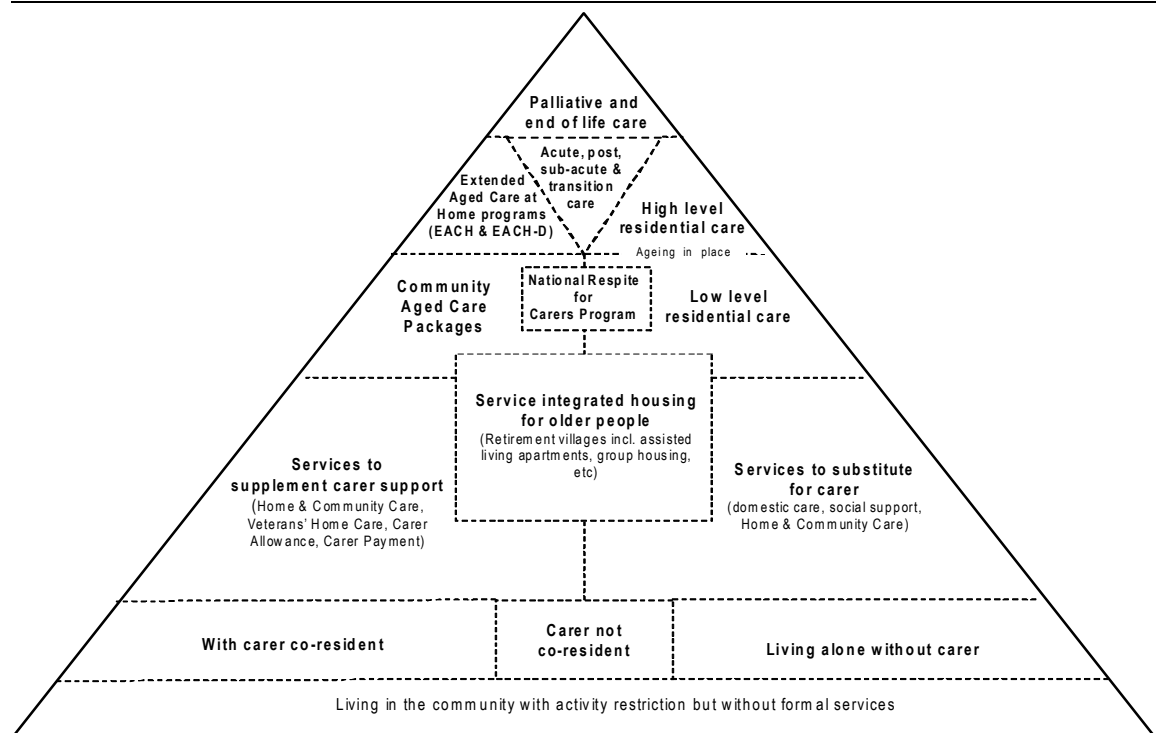 Palliative and
end of life care
Acute, post,
sub-acute &
transition
care
Extended
Aged Care at
Home programs
(EACH & EACH-D)
High level
residential care
Ageing in place
Community
Aged Care
Packages
National Respite
for
Carers Program
Low level
residential care
Service integrated housing
for older people
(Retirement villages incl. assisted
living apartments, group housing,
etc)
Services to
supplement carer support
(Home & Community Care,
Veterans' Home Care, Carer
Allowance, Carer Payment)
Services to substitute
for carer
(domestic care, social support,
Home & Community Care)
With carer co-resident
Carer not
co-resident
Living alone without carer
Living in the community with activity restriction but without formal services